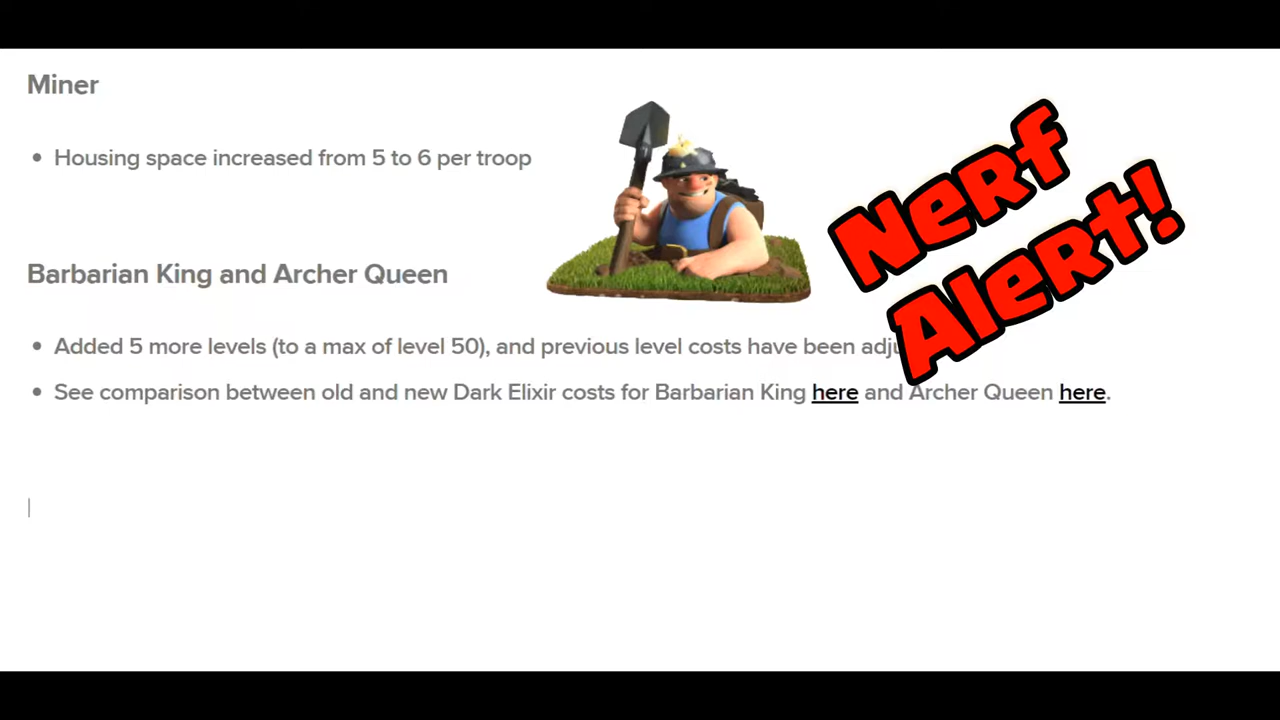 Miner
• Housing space increased from 5 to 6 per troop
Nerf
Alert!
Barbarian King and Archer Queen
• Added 5 more levels (to a max of level 50), and previous level costs have been
• See comparison between old and new Dark Elixir costs for Barbarian King here and Archer Queen here.